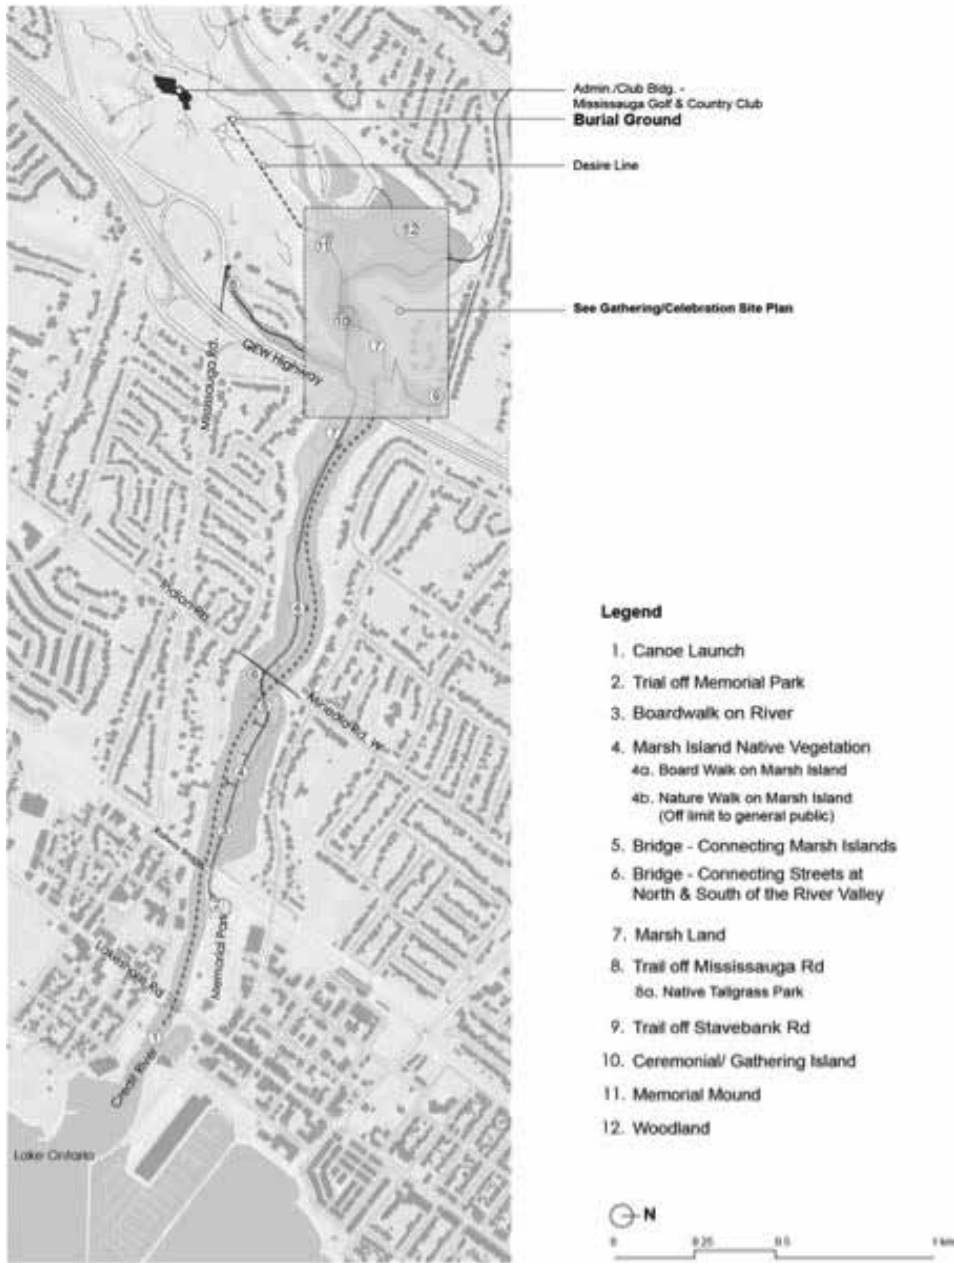 Admin./Club Bldg. -
Mississauga Golf & Country Club
Burial Ground
Desire Line
12
11
See Gathering/Celebration Site Plan
QEW Highway
Mississauga Rd.
Indian Rd.
Lakeshore Rd
Memorial Park
Credit River
Lake Ontario
Legend
1. Canoe Launch
2. Trial off Memorial Park
3. Boardwalk on River
4. Marsh Island Native Vegetation
4a. Board Walk on Marsh Island
4b. Nature Walk on Marsh Island
(Off limit to general public)
5. Bridge - Connecting Marsh Islands
6. Bridge - Connecting Streets at
North & South of the River Valley
7. Marsh Land
8. Trail off Mississauga Rd
8a. Native Tallgrass Park
9. Trail off Stavebank Rd
10. Ceremonial/ Gathering Island
11. Memorial Mound
12. Woodland
N
0 0.25 0.5 1 km